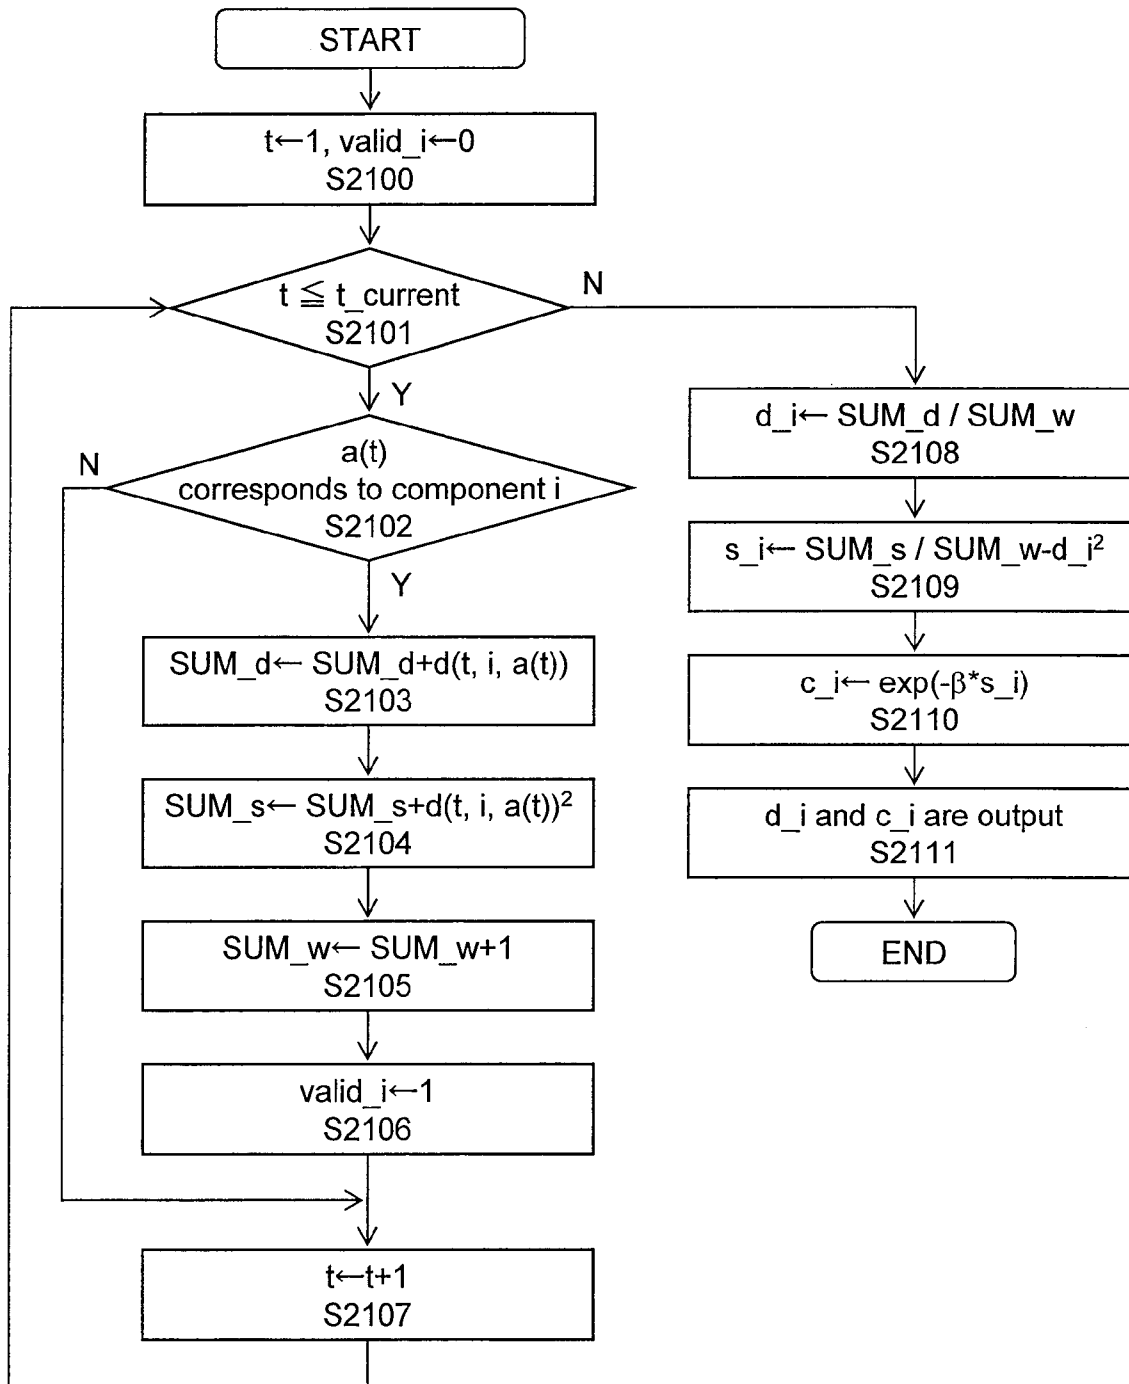 START
t←1, valid_i←0
S2100
t ≦ t_current
S2101
N
Y
a(t)
corresponds to component i
S2102
N
Y
SUM_d← SUM_d+d(t, i, a(t))
S2103
SUM_s← SUM_s+d(t, i, a(t))²
S2104
SUM_w← SUM_w+1
S2105
valid_i←1
S2106
t←t+1
S2107
d_i← SUM_d / SUM_w
S2108
s_i← SUM_s / SUM_w-d_i²
S2109
c_i← exp(-β*s_i)
S2110
d_i and c_i are output
S2111
END